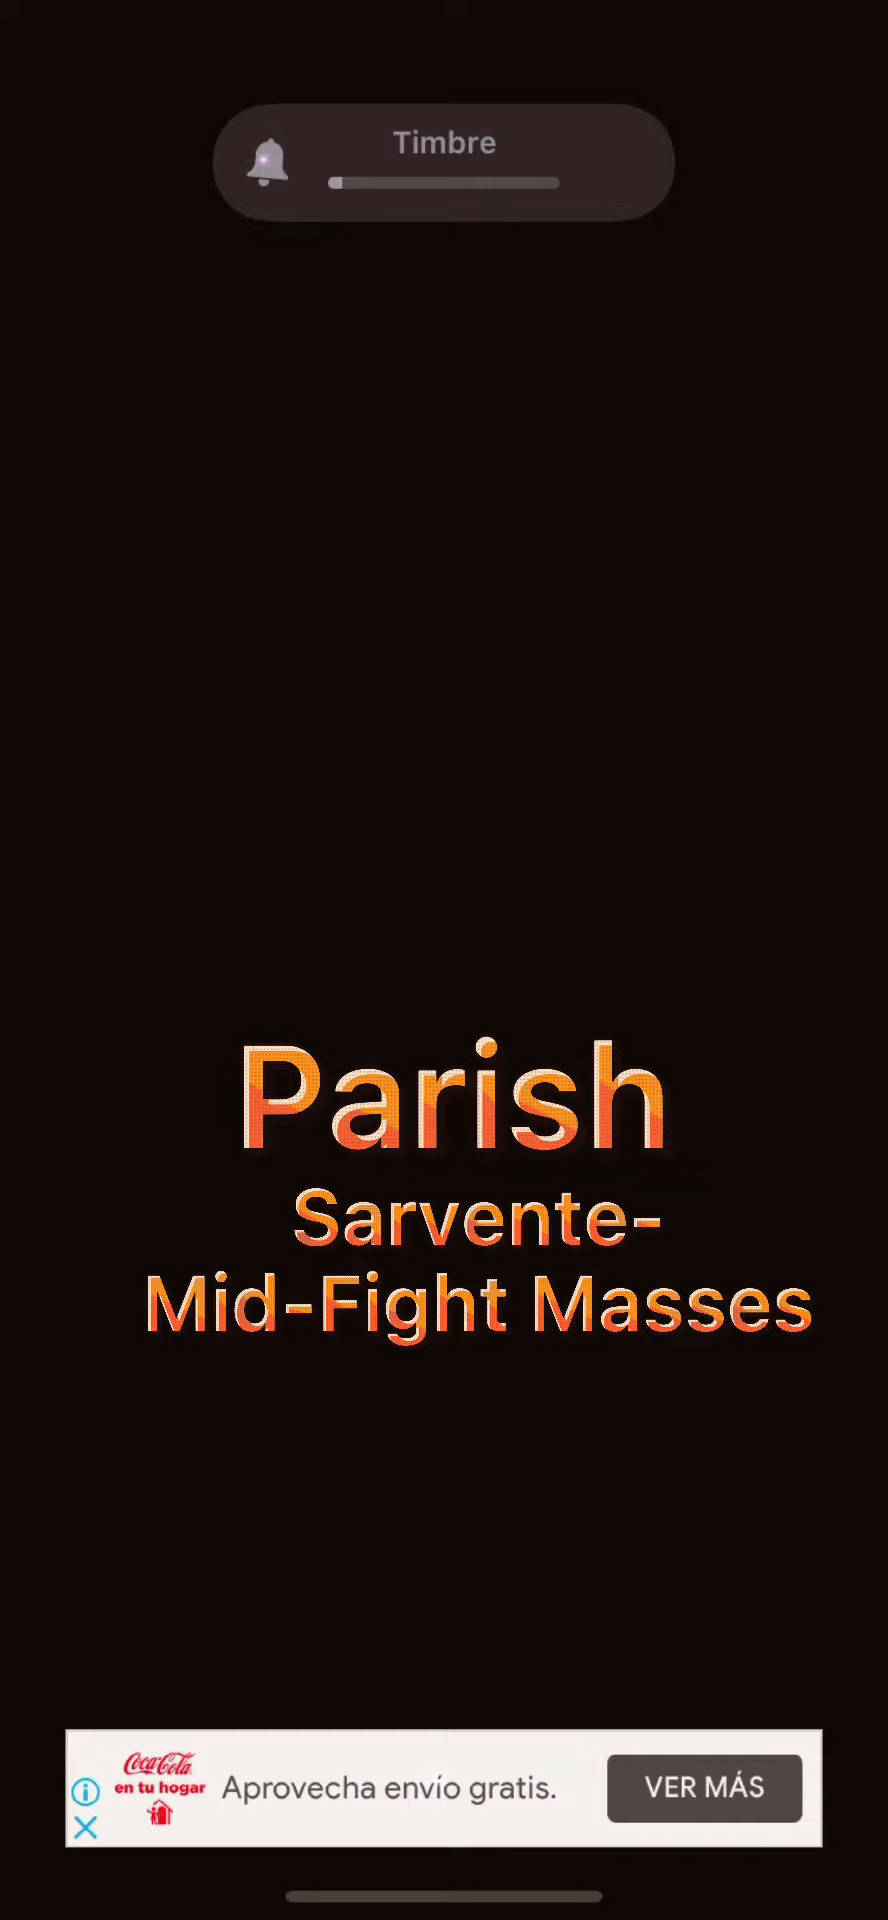 Timbre
Parish
Sarvente-
Mid-Fight Masses
Coca-Cola
en tu hogar
Aprovecha envío gratis.
VER MÁS